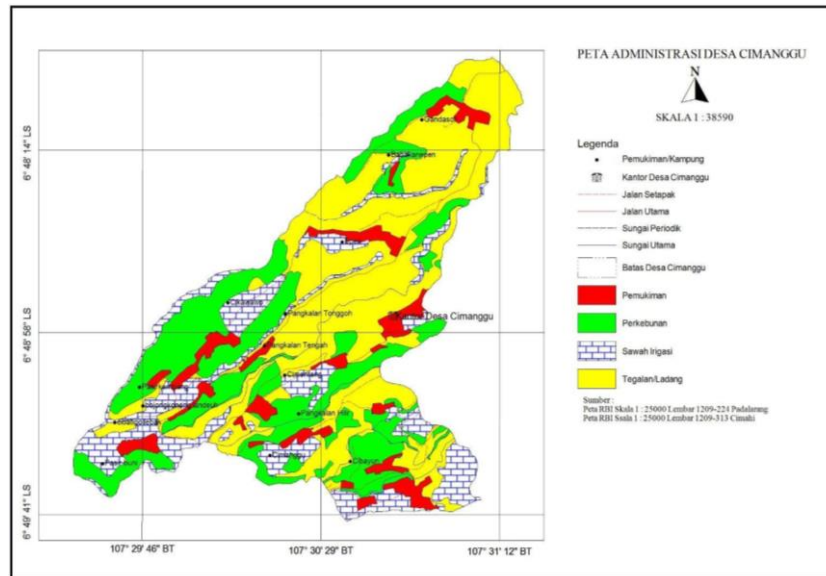 PETA ADMINISTRASI DESA CIMANGGU
N
SKALA 1 : 38590
Legenda
Pemukiman/Kampung
Kantor Desa Cimanggu
Jalan Setapak
Jalan Utama
Sungai Periodik
Sungai Utama
Batas Desa Cimanggu
Pemukiman
Perkebunan
Sawah Irigasi
Tegalan/Ladang
Sumber :
Peta RBI Skala 1 : 25000 Lembar 1209-224 Padalarang
Peta RBI Ssala 1 : 25000 Lembar 1209-313 Cimahi
6° 48' 14" LS
6° 48' 56" LS
6° 49' 41" LS
107° 29' 46" BT
107° 30' 29" BT
107° 31' 12" BT
Gandasoli
Pangkalan Tonggoh
Desa Cimanggu
Pangkalan Tengah
Pangkalan Hilir
Cimanggu
Cibayun